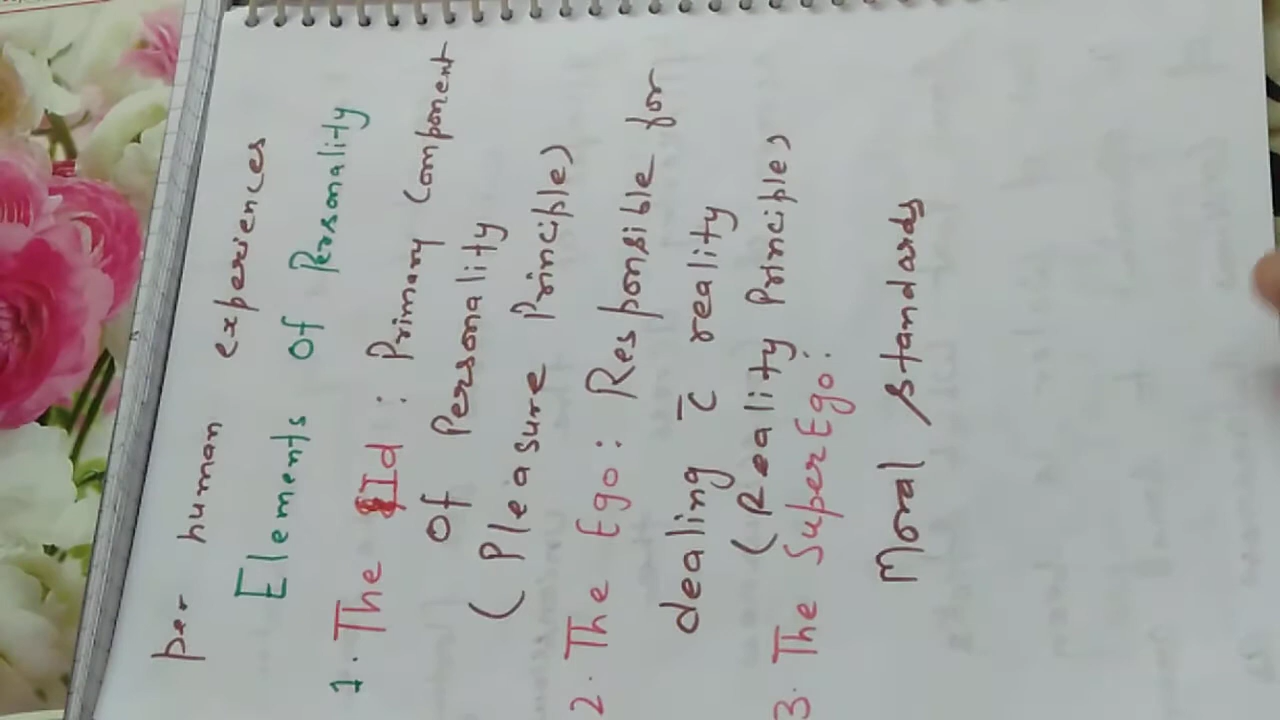 per human experiences
Elements of Personality
1. The Id : Primary Component
of Personality
(Pleasure Principle)
2. The Ego : Responsible for
dealing c̄ reality
(Reality Principles
3. The SuperEgo:
Moral standards